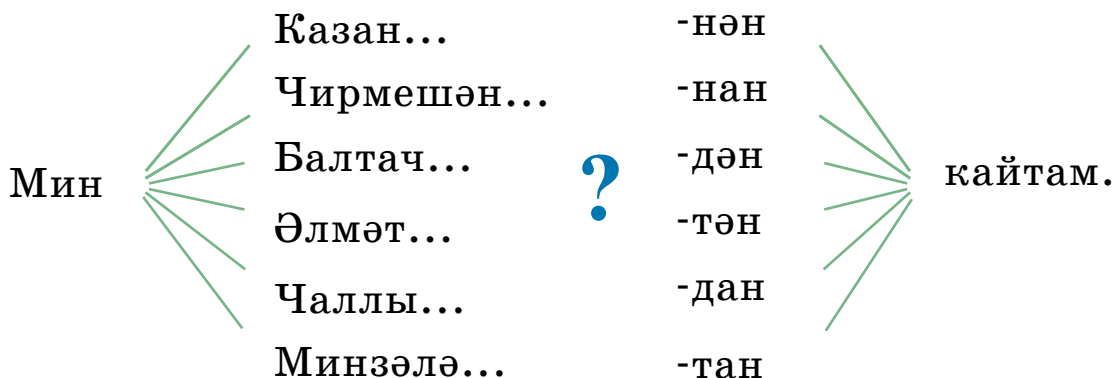 Мин
Казан...
Чирмешән...
Балтач...
Әлмәт...
Чаллы...
Минзәлә...
?
-нән
-нан
-дән
-тән
-дан
-тан
кайтам.